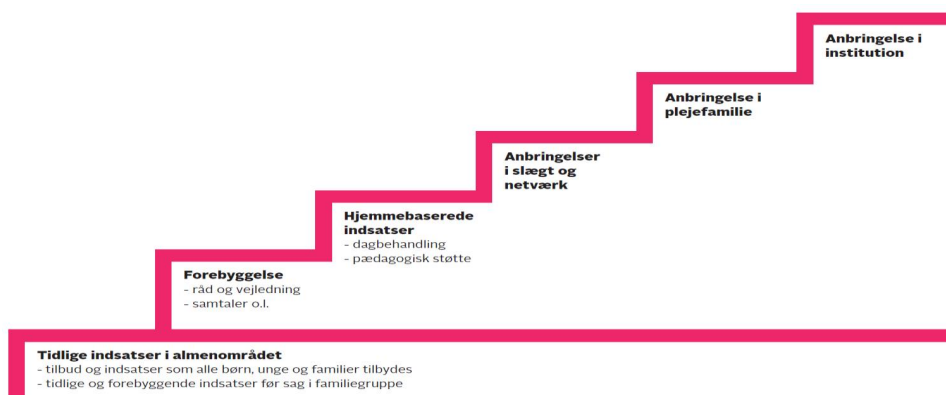 Anbringelse i
institution
Anbringelse i
plejefamilie
Anbringelser
i slægt og
netværk
Hjemmebaserede
indsatser
- dagbehandling
- pædagogisk støtte
Forebyggelse
- råd og vejledning
- samtaler o.l.
Tidlige indsatser i almenområdet
- tilbud og indsatser som alle børn, unge og familier tilbydes
- tidlige og forebyggende indsatser før sag i familiegruppe